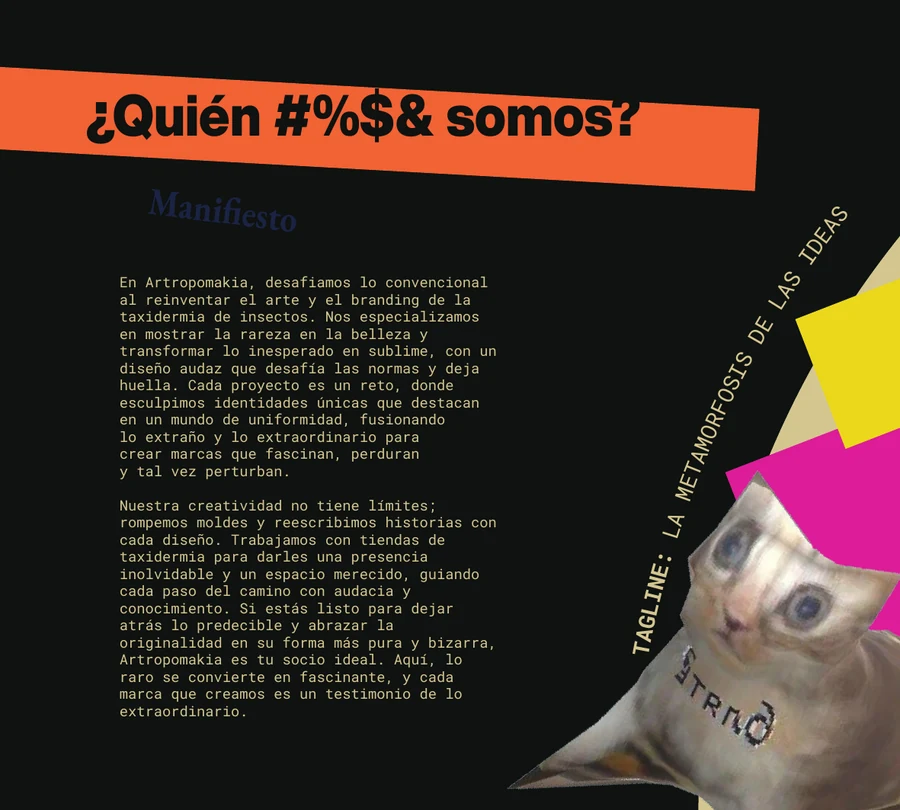 ¿Quién #%$& somos?
Manifiesto
En Artropomakia, desafiamos lo convencional
al reinventar el arte y el branding de la
taxidermia de insectos. Nos especializamos
en mostrar la rareza en la belleza y
transformar lo inesperado en sublime, con un
diseño audaz que desafía las normas y deja
huella. Cada proyecto es un reto, donde
esculpimos identidades únicas que destacan
en un mundo de uniformidad, fusionando
lo extraño y lo extraordinario para
crear marcas que fascinan, perduran
y tal vez perturban.
Nuestra creatividad no tiene límites;
rompemos moldes y reescribimos historias con
cada diseño. Trabajamos con tiendas de
taxidermia para darles una presencia
inolvidable y un espacio merecido, guiando
cada paso del camino con audacia y
conocimiento. Si estás listo para dejar
atrás lo predecible y abrazar la
originalidad en su forma más pura y bizarra,
Artropomakia es tu socio ideal. Aquí, lo
raro se convierte en fascinante, y cada
marca que creamos es un testimonio de lo
extraordinario.
TAGLINE: LA METAMORFOSIS DE LAS IDEAS